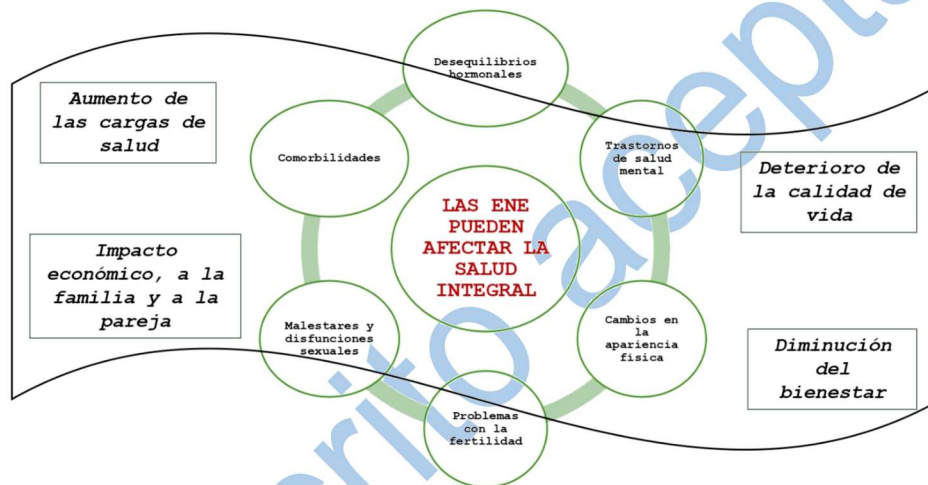 Desequilibrios
hormonales
Aumento de
las cargas de
salud
Comorbilidades
Trastornos
de salud
mental
Deterioro de
la calidad de
vida
LAS ENE
PUEDEN
AFECTAR LA
SALUD
INTEGRAL
Impacto
económico, a la
familia y a la
pareja
Malestares y
disfunciones
sexuales
Cambios en
la
apariencia
física
Diminución
del
bienestar
Problemas
con la
fertilidad